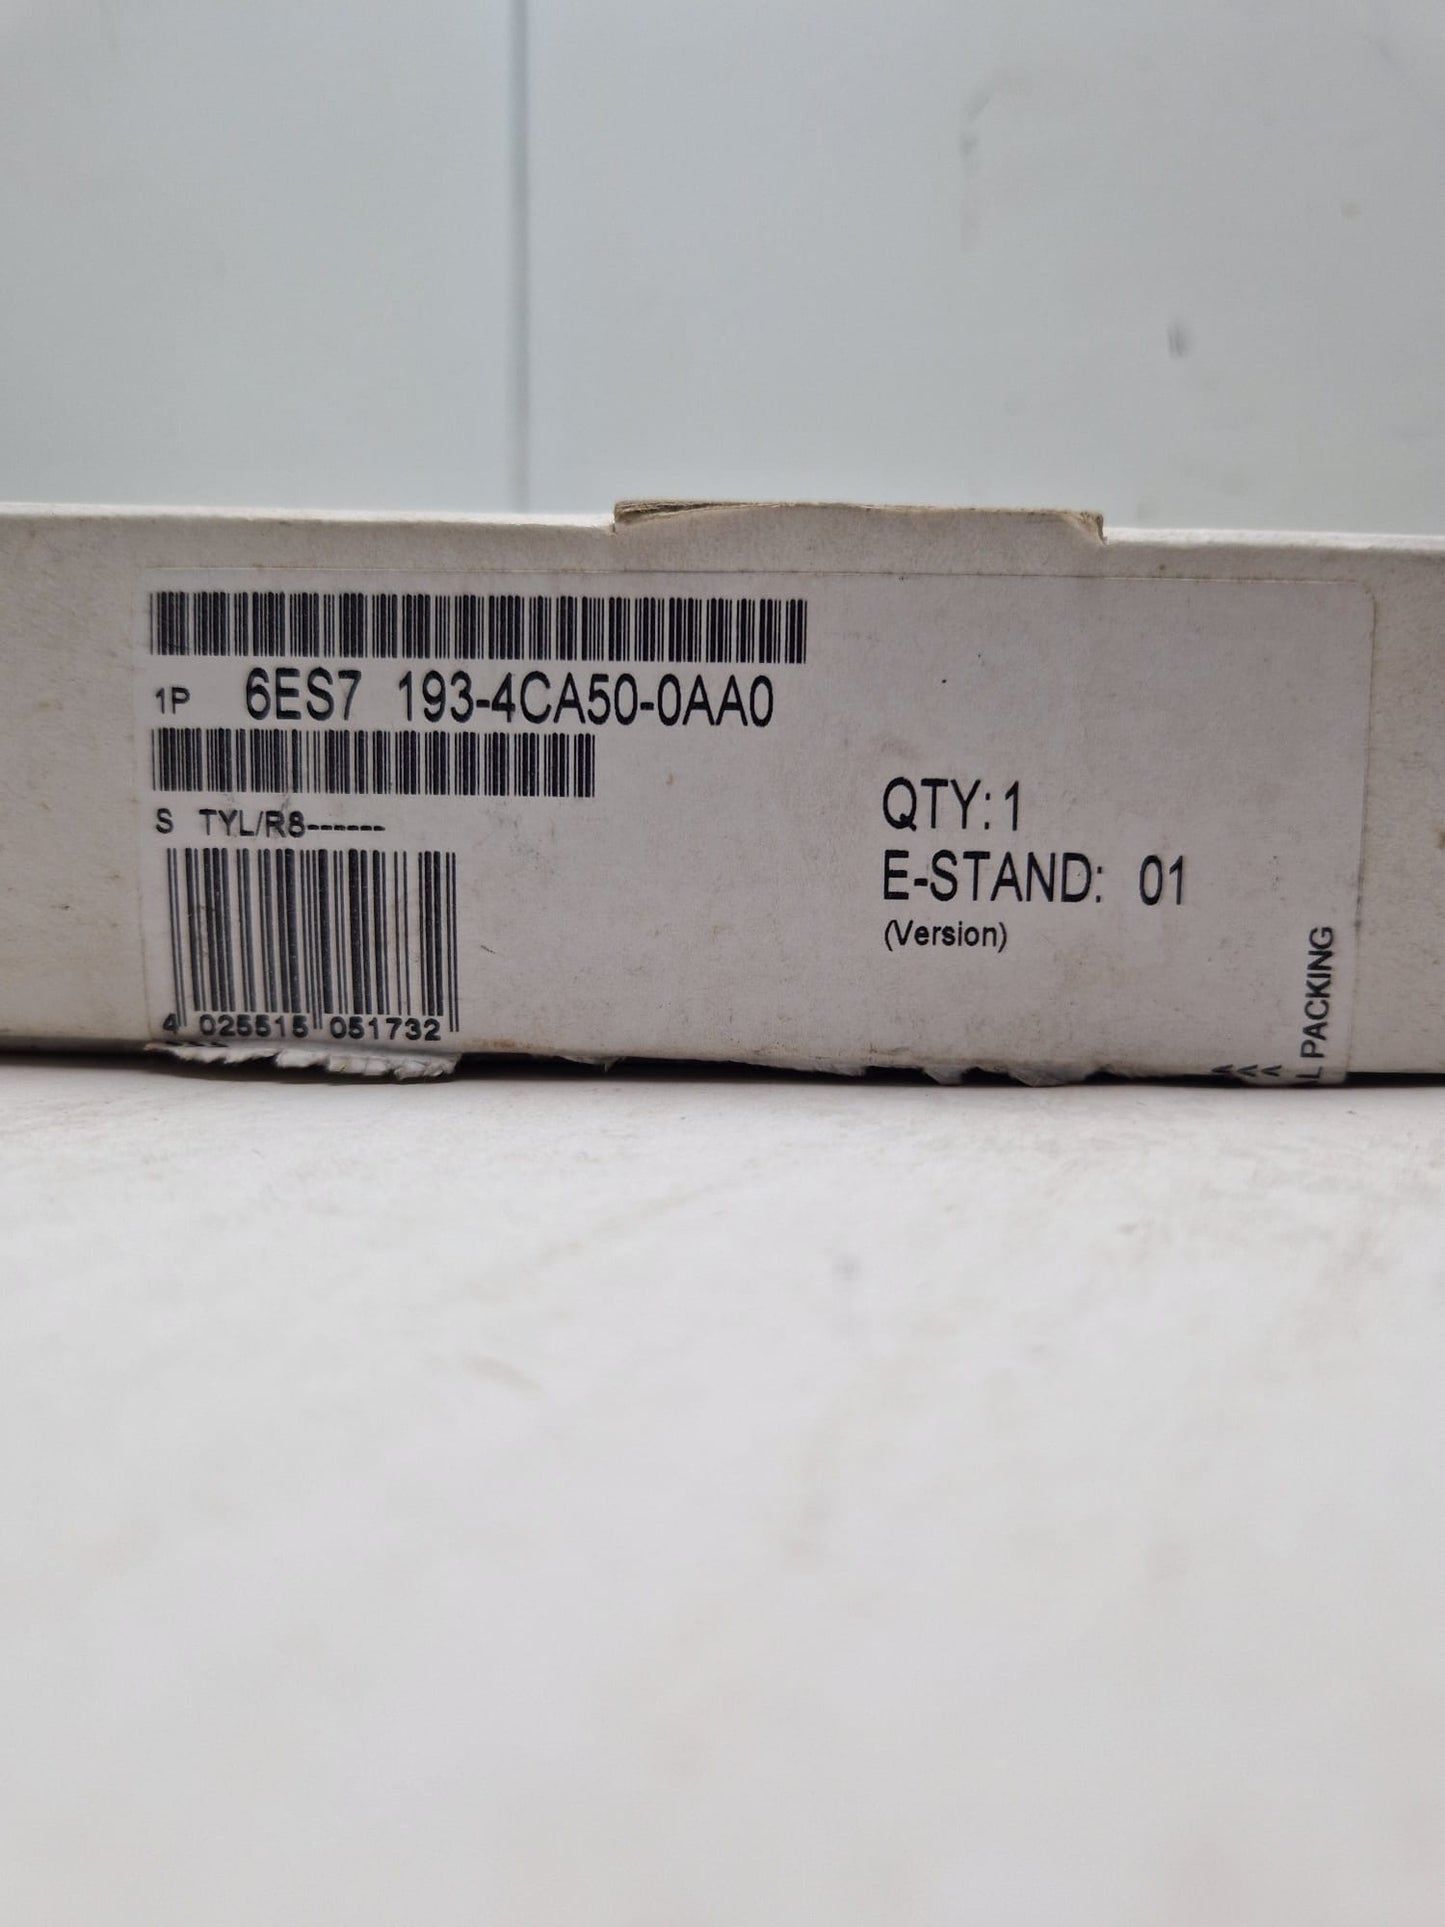 1P 6ES7 193-4CA50-0AA0
S TYL/R8------
QTY: 1
E-STAND: 01
(Version)
4 025515 051732
PACKING